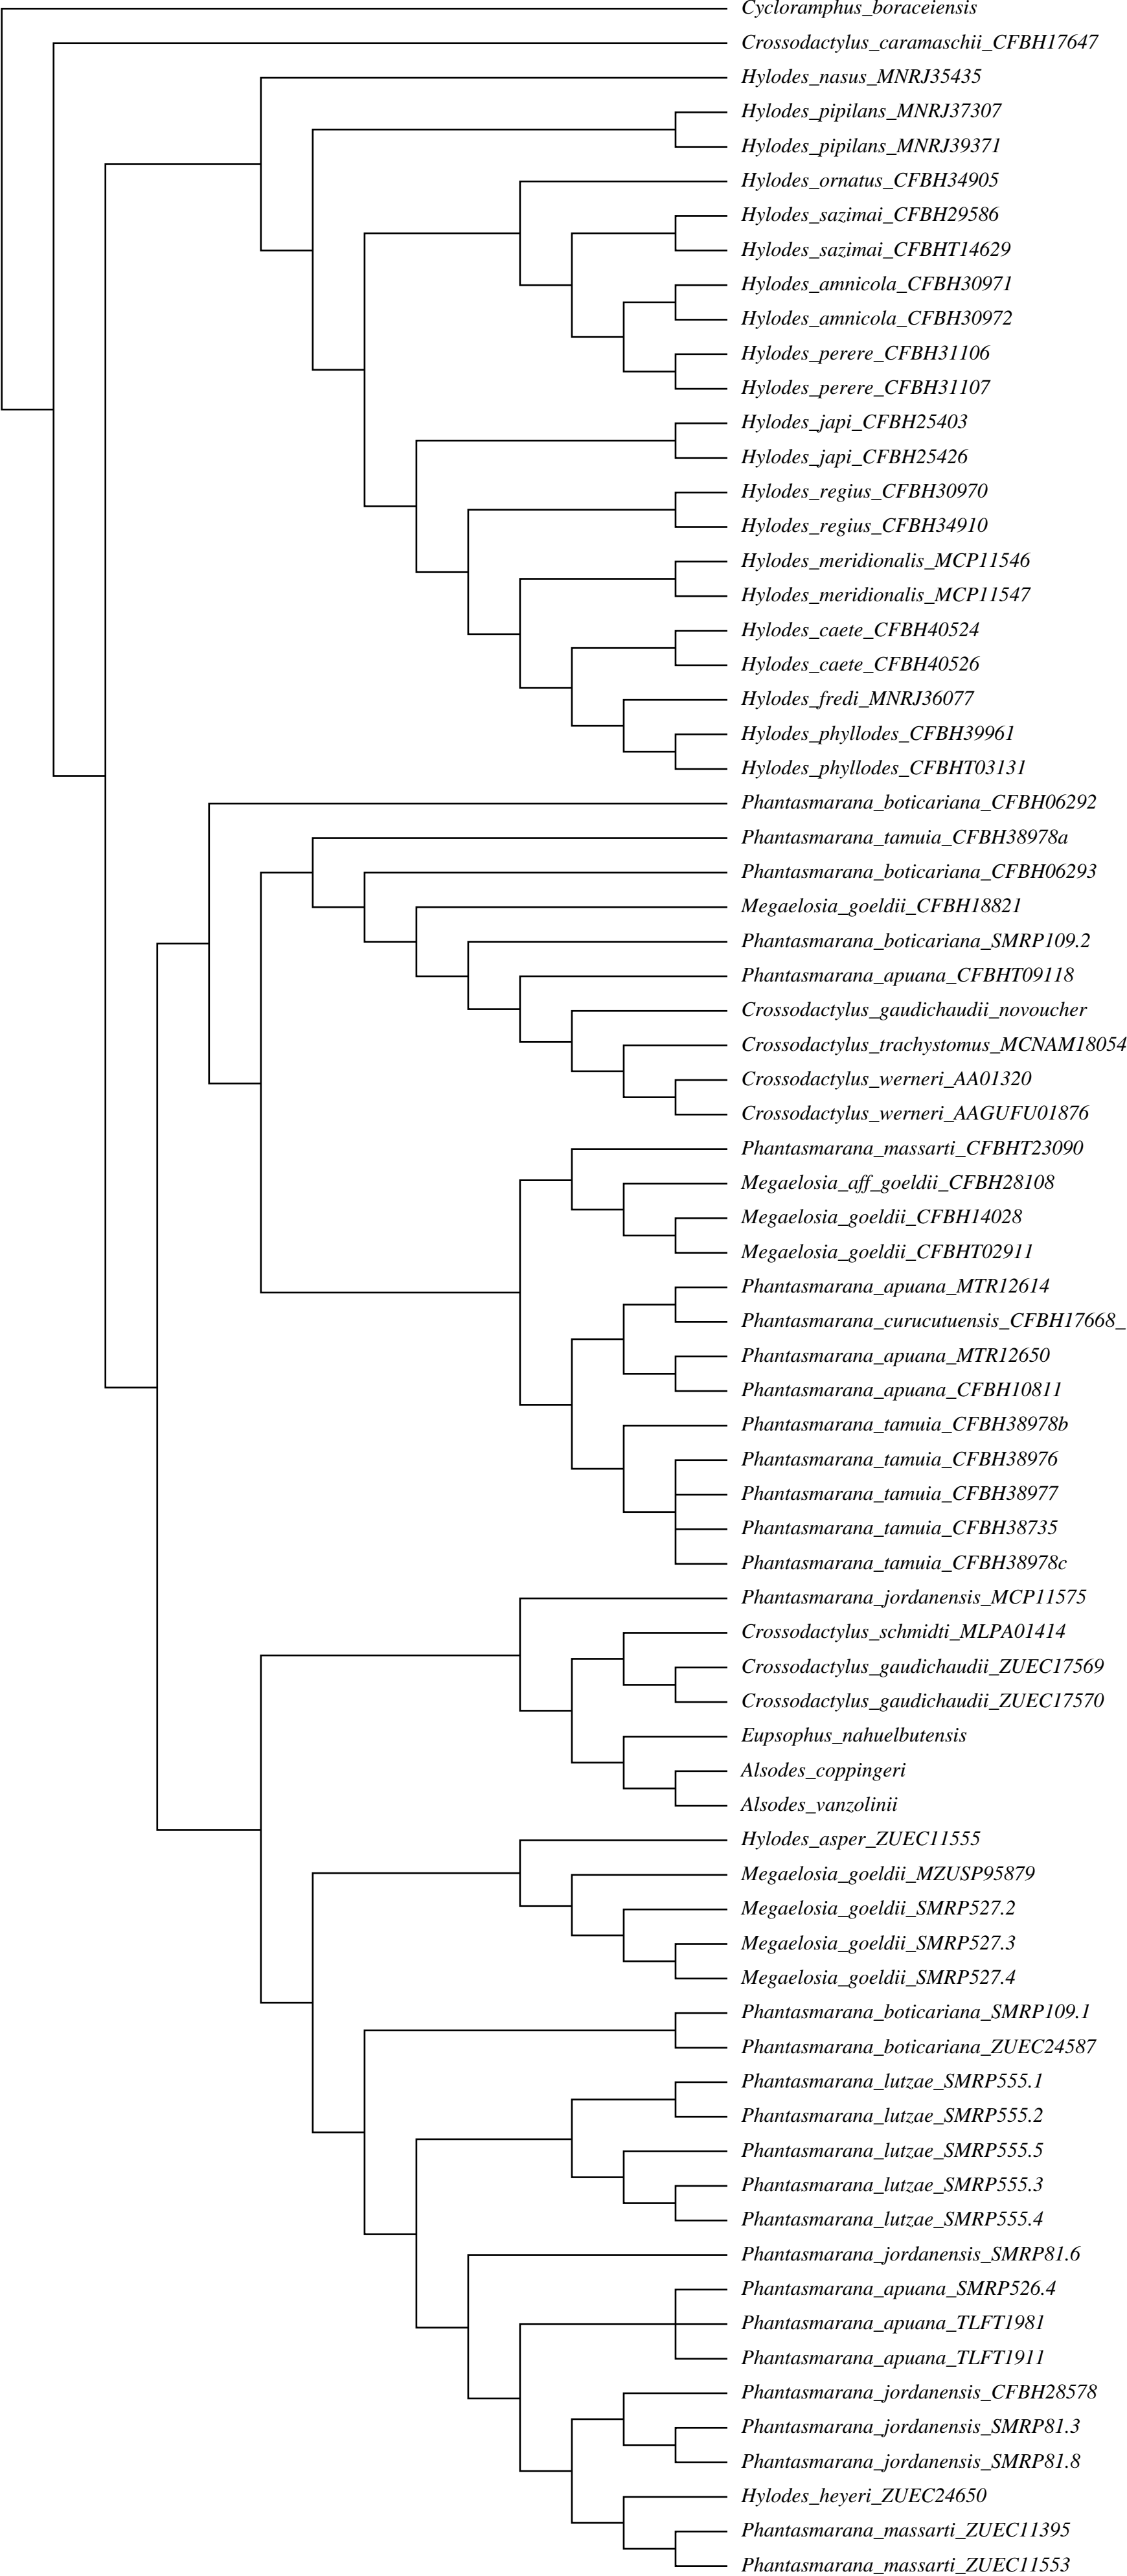 Cycloramphus_boraceiensis
Crossodactylus_caramaschii_CFBH17647
Hylodes_nasus_MNRJ35435
Hylodes_pipilans_MNRJ37307
Hylodes_pipilans_MNRJ39371
Hylodes_ornatus_CFBH34905
Hylodes_sazimai_CFBH29586
Hylodes_sazimai_CFBHT14629
Hylodes_amnicola_CFBH30971
Hylodes_amnicola_CFBH30972
Hylodes_perere_CFBH31106
Hylodes_perere_CFBH31107
Hylodes_japi_CFBH25403
Hylodes_japi_CFBH25426
Hylodes_regius_CFBH30970
Hylodes_regius_CFBH34910
Hylodes_meridionalis_MCP11546
Hylodes_meridionalis_MCP11547
Hylodes_caete_CFBH40524
Hylodes_caete_CFBH40526
Hylodes_fredi_MNRJ36077
Hylodes_phyllodes_CFBH39961
Hylodes_phyllodes_CFBHT03131
Phantasmarana_boticariana_CFBH06292
Phantasmarana_tamuia_CFBH38978a
Phantasmarana_boticariana_CFBH06293
Megaelosia_goeldii_CFBH18821
Phantasmarana_boticariana_SMRP109.2
Phantasmarana_apuana_CFBHT09118
Crossodactylus_gaudichaudii_novoucher
Crossodactylus_trachystomus_MCNAM18054
Crossodactylus_werneri_AA01320
Crossodactylus_werneri_AAGUFU01876
Phantasmarana_massarti_CFBHT23090
Megaelosia_aff_goeldii_CFBH28108
Megaelosia_goeldii_CFBH14028
Megaelosia_goeldii_CFBHT02911
Phantasmarana_apuana_MTR12614
Phantasmarana_curucutuensis_CFBH17668_
Phantasmarana_apuana_MTR12650
Phantasmarana_apuana_CFBH10811
Phantasmarana_tamuia_CFBH38978b
Phantasmarana_tamuia_CFBH38976
Phantasmarana_tamuia_CFBH38977
Phantasmarana_tamuia_CFBH38735
Phantasmarana_tamuia_CFBH38978c
Phantasmarana_jordanensis_MCP11575
Crossodactylus_schmidti_MLPA01414
Crossodactylus_gaudichaudii_ZUEC17569
Crossodactylus_gaudichaudii_ZUEC17570
Eupsophus_nahuelbutensis
Alsodes_coppingeri
Alsodes_vanzolinii
Hylodes_asper_ZUEC11555
Megaelosia_goeldii_MZUSP95879
Megaelosia_goeldii_SMRP527.2
Megaelosia_goeldii_SMRP527.3
Megaelosia_goeldii_SMRP527.4
Phantasmarana_boticariana_SMRP109.1
Phantasmarana_boticariana_ZUEC24587
Phantasmarana_lutzae_SMRP555.1
Phantasmarana_lutzae_SMRP555.2
Phantasmarana_lutzae_SMRP555.5
Phantasmarana_lutzae_SMRP555.3
Phantasmarana_lutzae_SMRP555.4
Phantasmarana_jordanensis_SMRP81.6
Phantasmarana_apuana_SMRP526.4
Phantasmarana_apuana_TLFT1981
Phantasmarana_apuana_TLFT1911
Phantasmarana_jordanensis_CFBH28578
Phantasmarana_jordanensis_SMRP81.3
Phantasmarana_jordanensis_SMRP81.8
Hylodes_heyeri_ZUEC24650
Phantasmarana_massarti_ZUEC11395
Phantasmarana_massarti_ZUEC11553